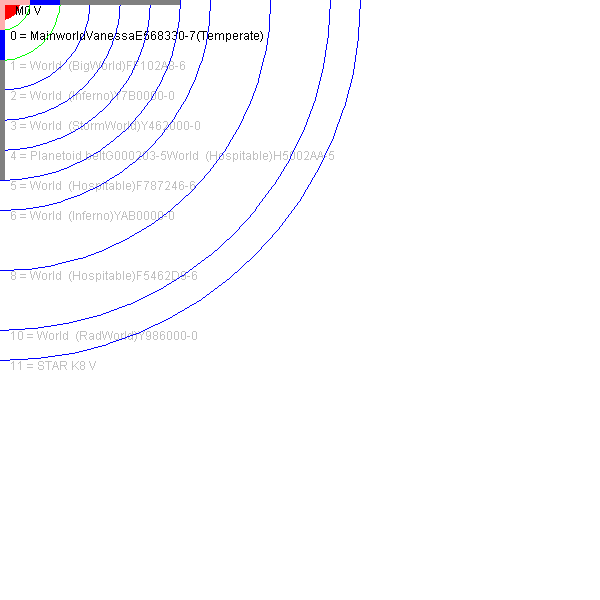 M0 V
0 = MainworldVanessaE568330-7(Temperate)
1 = World (BigWorld)FF102A8-6
2 = World (Inferno)Y7B0000-0
3 = World (StormWorld)Y462000-0
4 = Planetoid beltG000203-5World (Hospitable)H5002AA-5
5 = World (Hospitable)F787246-6
6 = World (Inferno)YAB0000-0
8 = World (Hospitable)F5462D9-6
10 = World (RadWorld)Y986000-0
11 = STAR K8 V